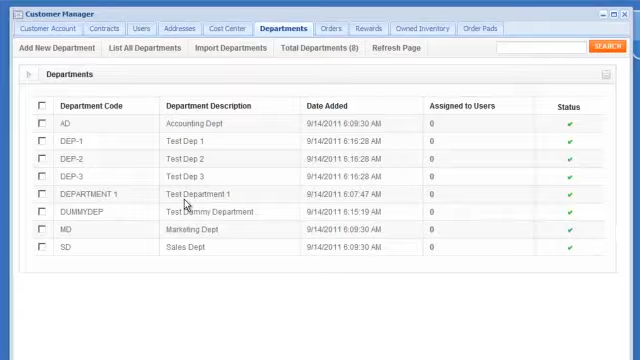 Customer Manager
Customer Account Contracts Users Addresses Cost Center Departments Orders Rewards Owned Inventory Order Pads
Add New Department List All Departments Import Departments Total Departments (8) Refresh Page SEARCH
Departments
Department Code Department Description Date Added Assigned to Users Status
AD Accounting Dept 9/14/2011 6:09:30 AM 0
DEP-1 Test Dep 1 9/14/2011 6:16:28 AM 0
DEP-2 Test Dep 2 9/14/2011 6:16:28 AM 0
DEP-3 Test Dep 3 9/14/2011 6:16:28 AM 0
DEPARTMENT 1 Test Department 1 9/14/2011 6:07:47 AM 0
DUMMYDEP Test Dummy Department 9/14/2011 6:15:19 AM 0
MD Marketing Dept 9/14/2011 6:09:30 AM 0
SD Sales Dept 9/14/2011 6:09:30 AM 0